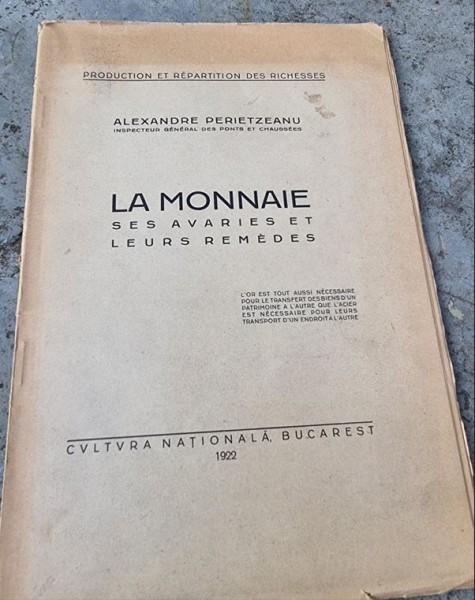 PRODUCTION ET RÉPARTITION DES RICHESSES
ALEXANDRE PERIETZEANU
INSPECTEUR GÉNÉRAL DES PONTS ET CHAUSSÉES
LA MONNAIE
SES AVARIES ET
LEURS REMÈDES
L'OR EST TOUT AUSSI NÉCESSAIRE
POUR LE TRANSFERT DES BIENS D'UN
PATRIMOINE A L'AUTRE QUE L'ACIER
EST NÉCESSAIRE POUR LEURS
TRANSPORT D'UN ENDROIT A L'AUTRE
CVLTVRA NAȚIONALĂ, BUCAREST
1922